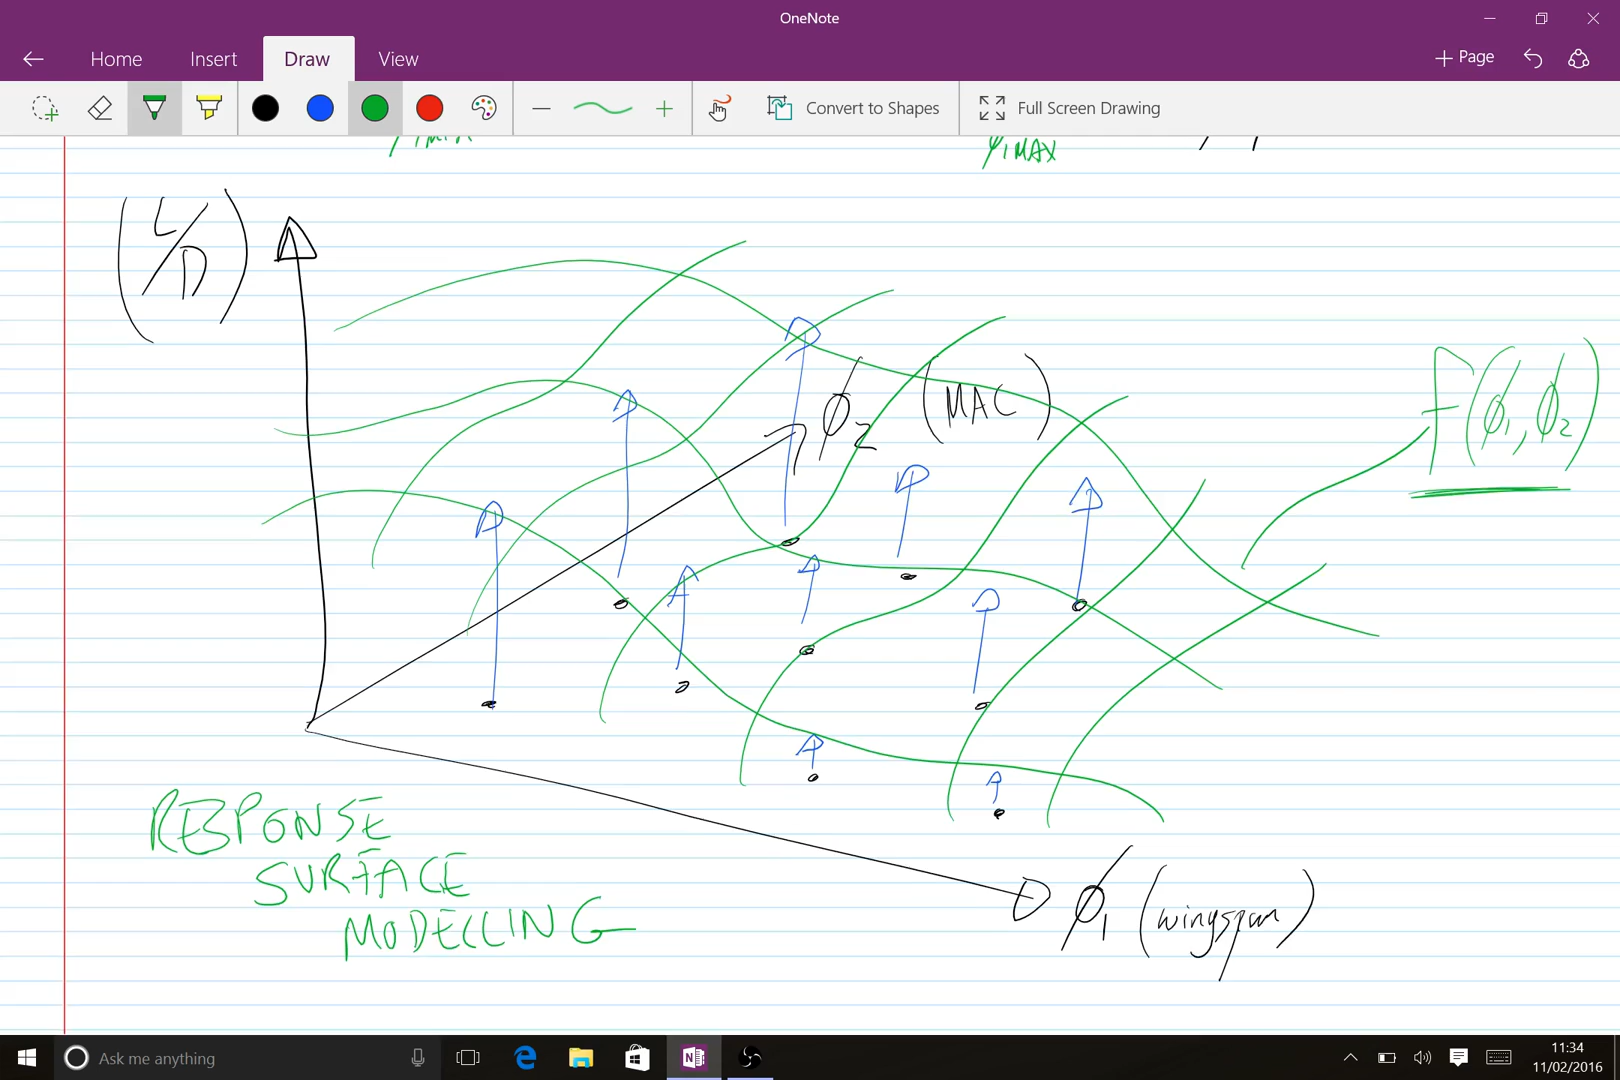 OneNote
Home Insert Draw View
Page
Convert to Shapes
Full Screen Drawing
ϕ1MAX
(L/D)
ϕ2 (MAC)
f(ϕ1, ϕ2)
RESPONSE
SURFACE
MODELLING
ϕ1 (wingspan)
Ask me anything
11:34
11/02/2016